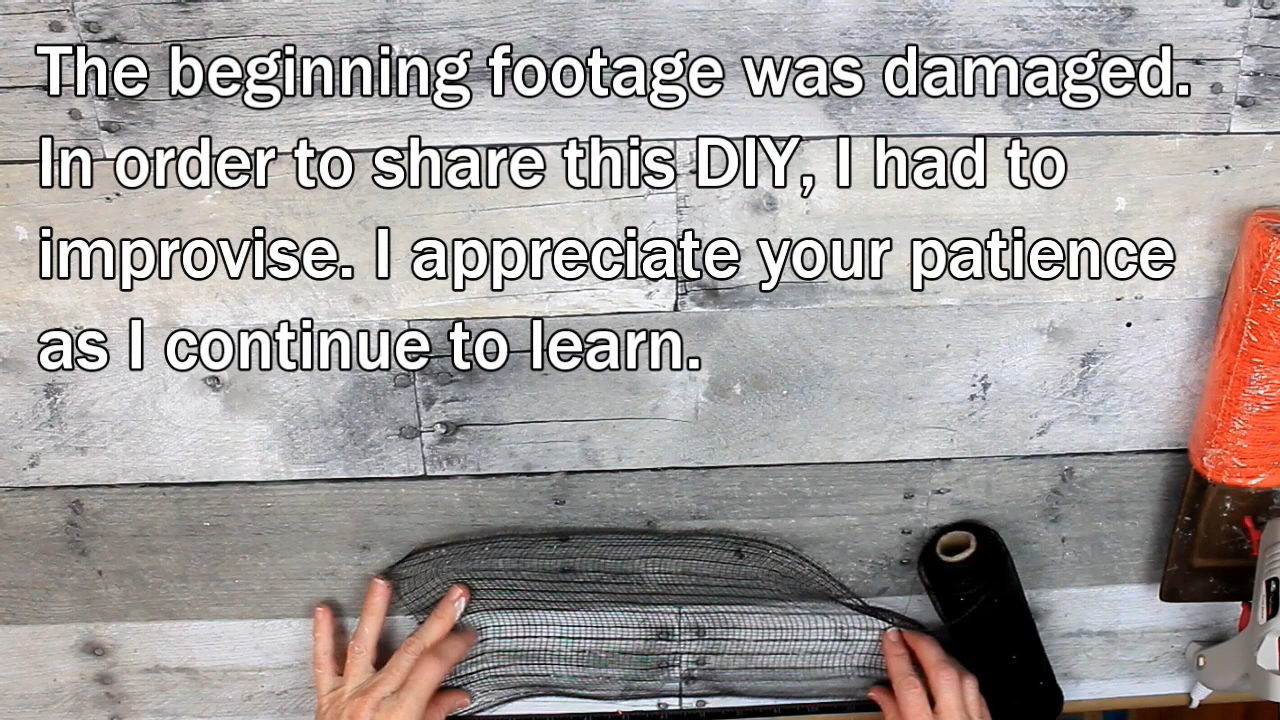 The beginning footage was damaged.
In order to share this DIY, I had to
improvise. I appreciate your patience
as I continue to learn.